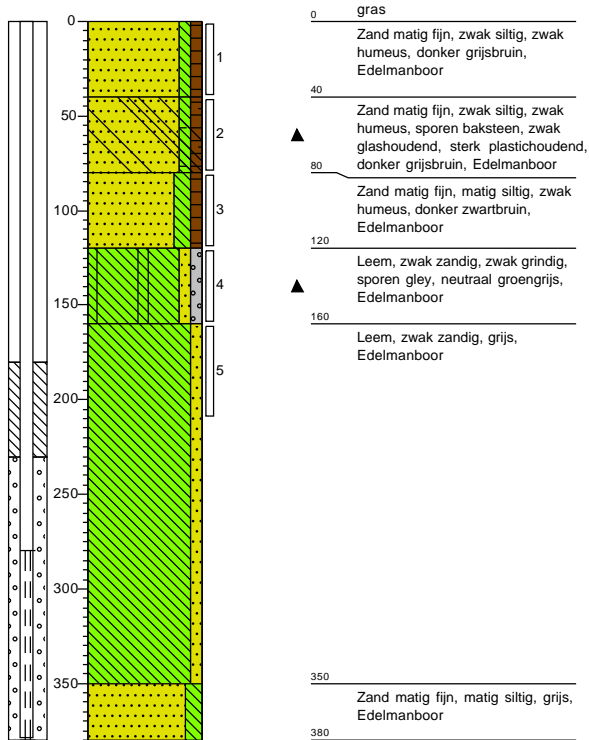 gras
0
0
Zand matig fijn, zwak siltig, zwak
humeus, donker grijsbruin,
Edelmanboor
1
40
50
Zand matig fijn, zwak siltig, zwak
humeus, sporen baksteen, zwak
glashoudend, sterk plastichoudend,
donker grijsbruin, Edelmanboor
2
80
Zand matig fijn, matig siltig, zwak
humeus, donker zwartbruin,
Edelmanboor
3
100
120
Leem, zwak zandig, zwak grindig,
sporen gley, neutraal groengrijs,
Edelmanboor
4
150
160
Leem, zwak zandig, grijs,
Edelmanboor
5
200
250
300
350
350
Zand matig fijn, matig siltig, grijs,
Edelmanboor
380